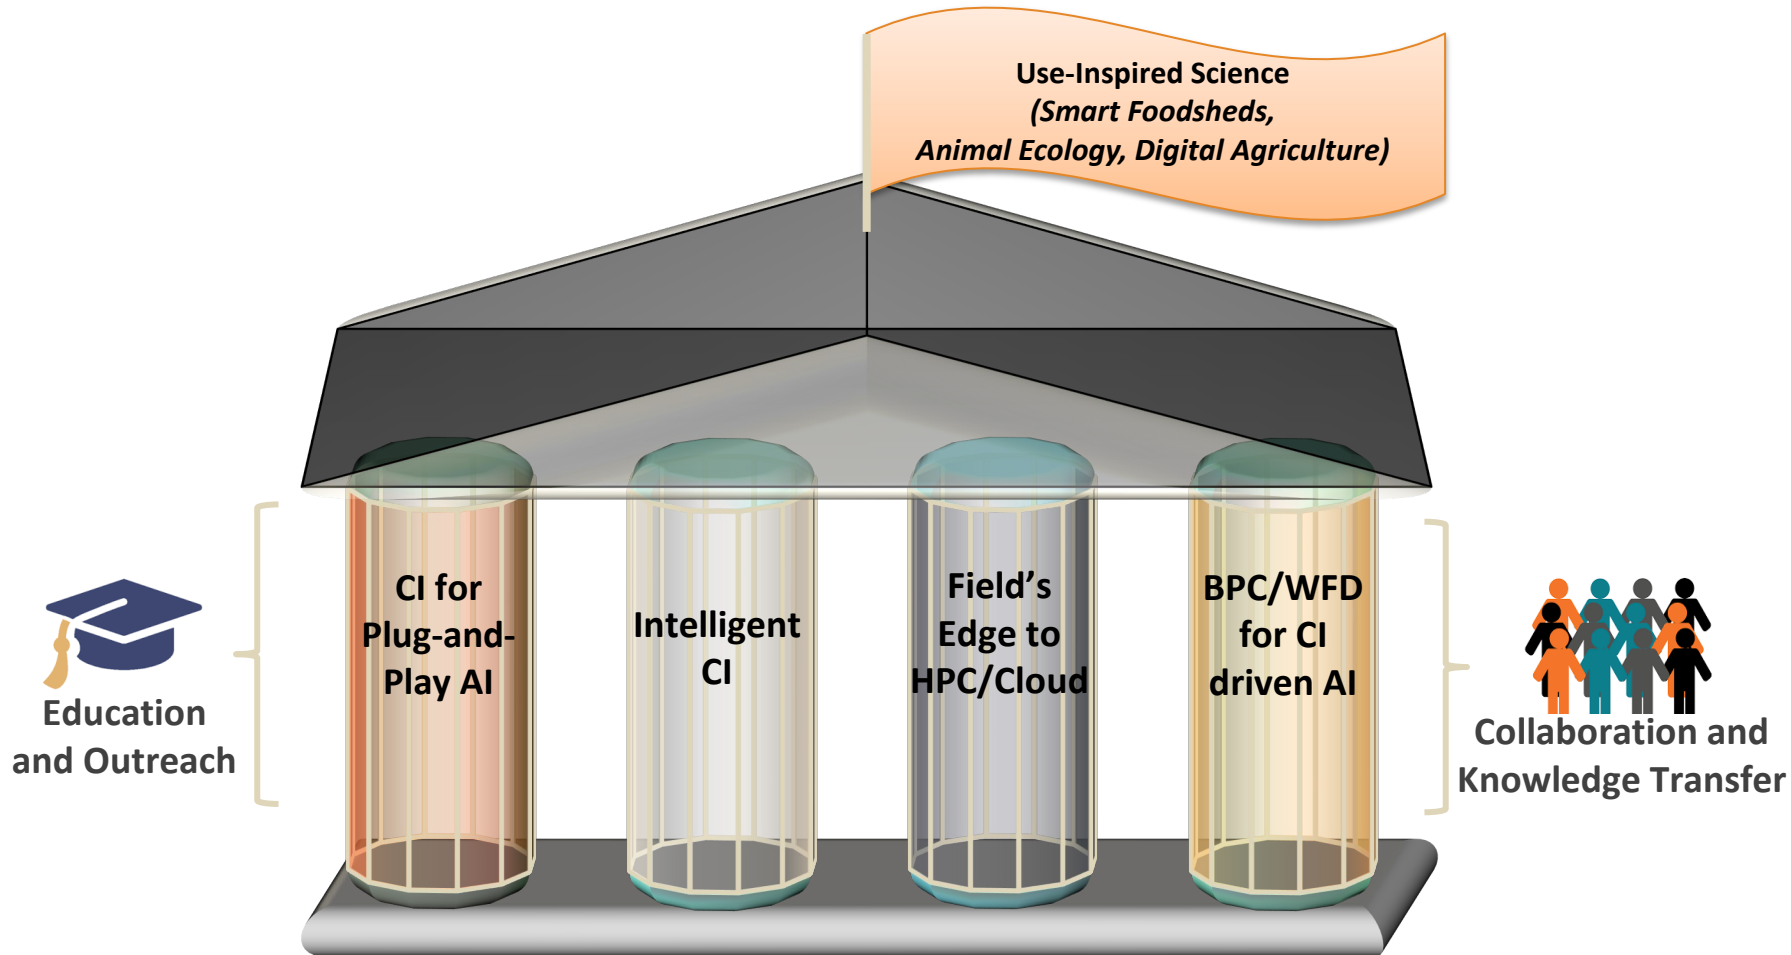 Use-Inspired Science
(Smart Foodsheds,
Animal Ecology, Digital Agriculture)
CI for
Plug-and-
Play AI
Intelligent
CI
Field’s
Edge to
HPC/Cloud
BPC/WFD
for CI
driven AI
Education
and Outreach
Collaboration and
Knowledge Transfer